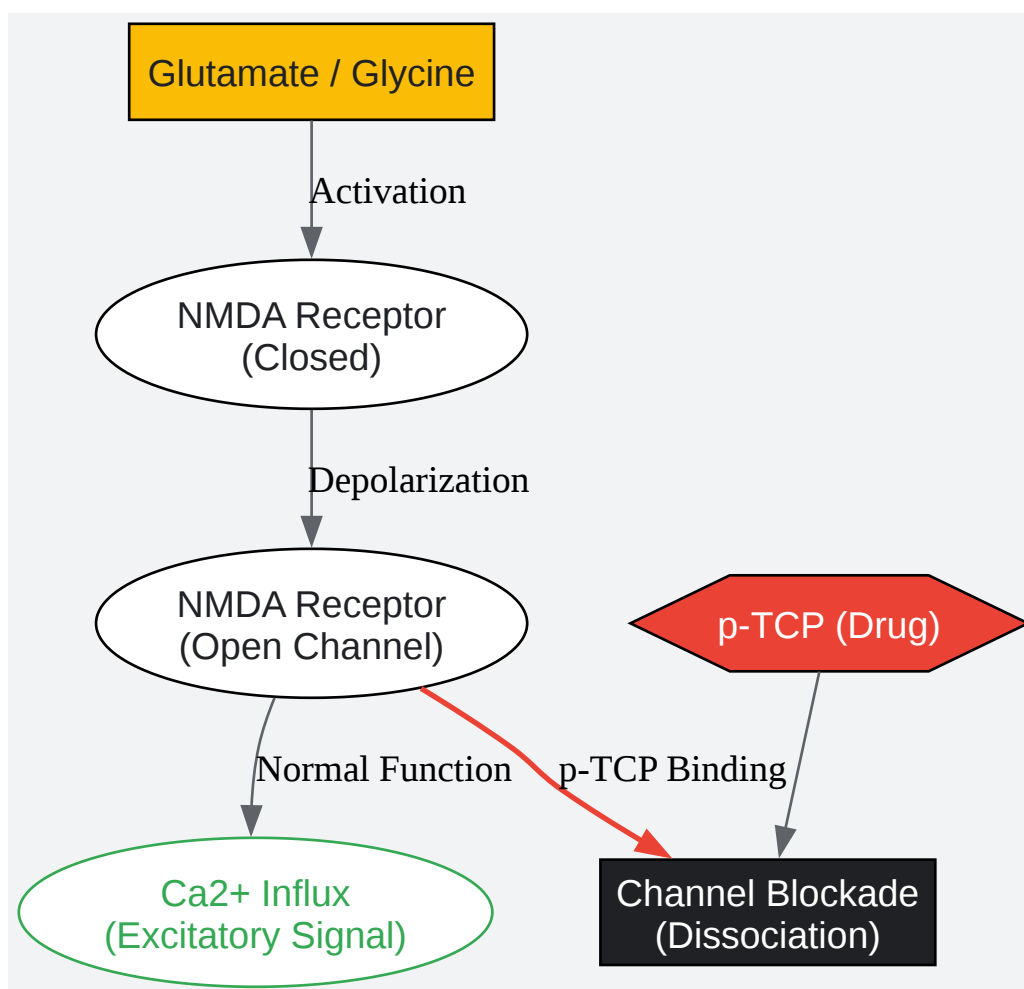 Glutamate / Glycine
Activation
NMDA Receptor
(Closed)
Depolarization
NMDA Receptor
(Open Channel)
p-TCP (Drug)
Normal Function
p-TCP Binding
Ca2+ Influx
(Excitatory Signal)
Channel Blockade
(Dissociation)